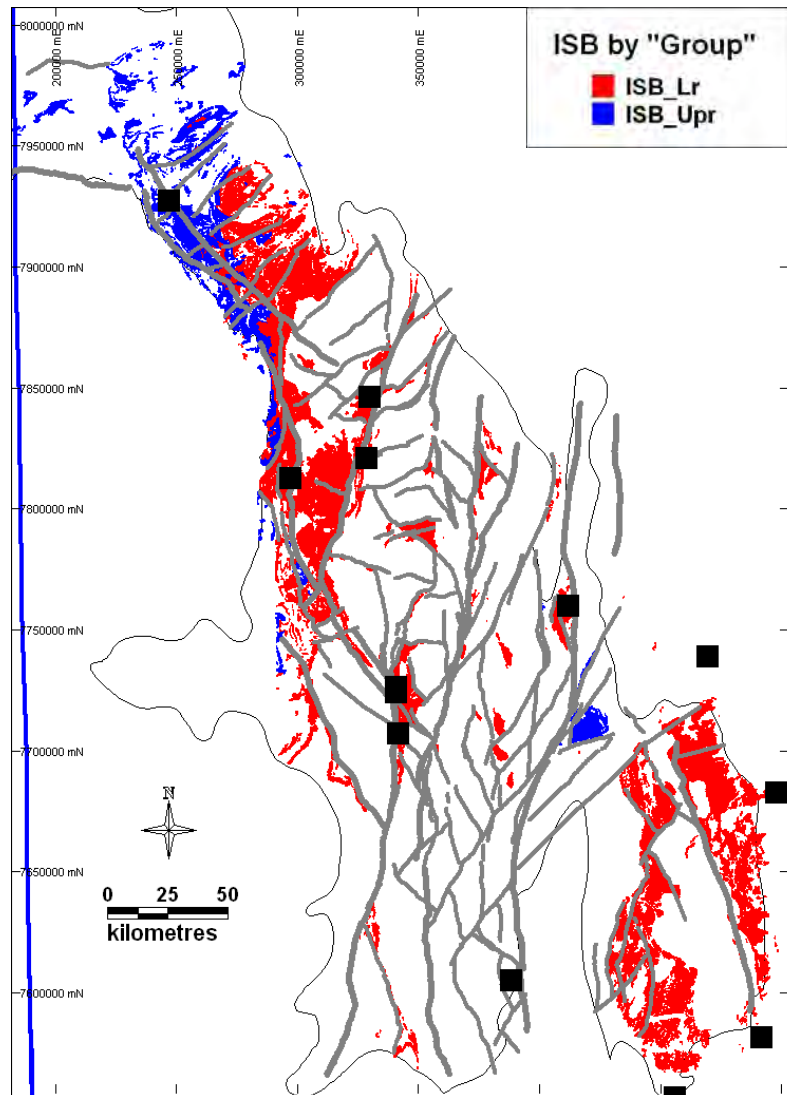 8000000 mN
200000 mE
300000 mE
350000 mE
ISB by "Group"
ISB_Lr
ISB_Upr
7950000 mN
7900000 mN
7850000 mN
7800000 mN
7750000 mN
7700000 mN
N
7650000 mN
0 25 50
kilometres
7600000 mN